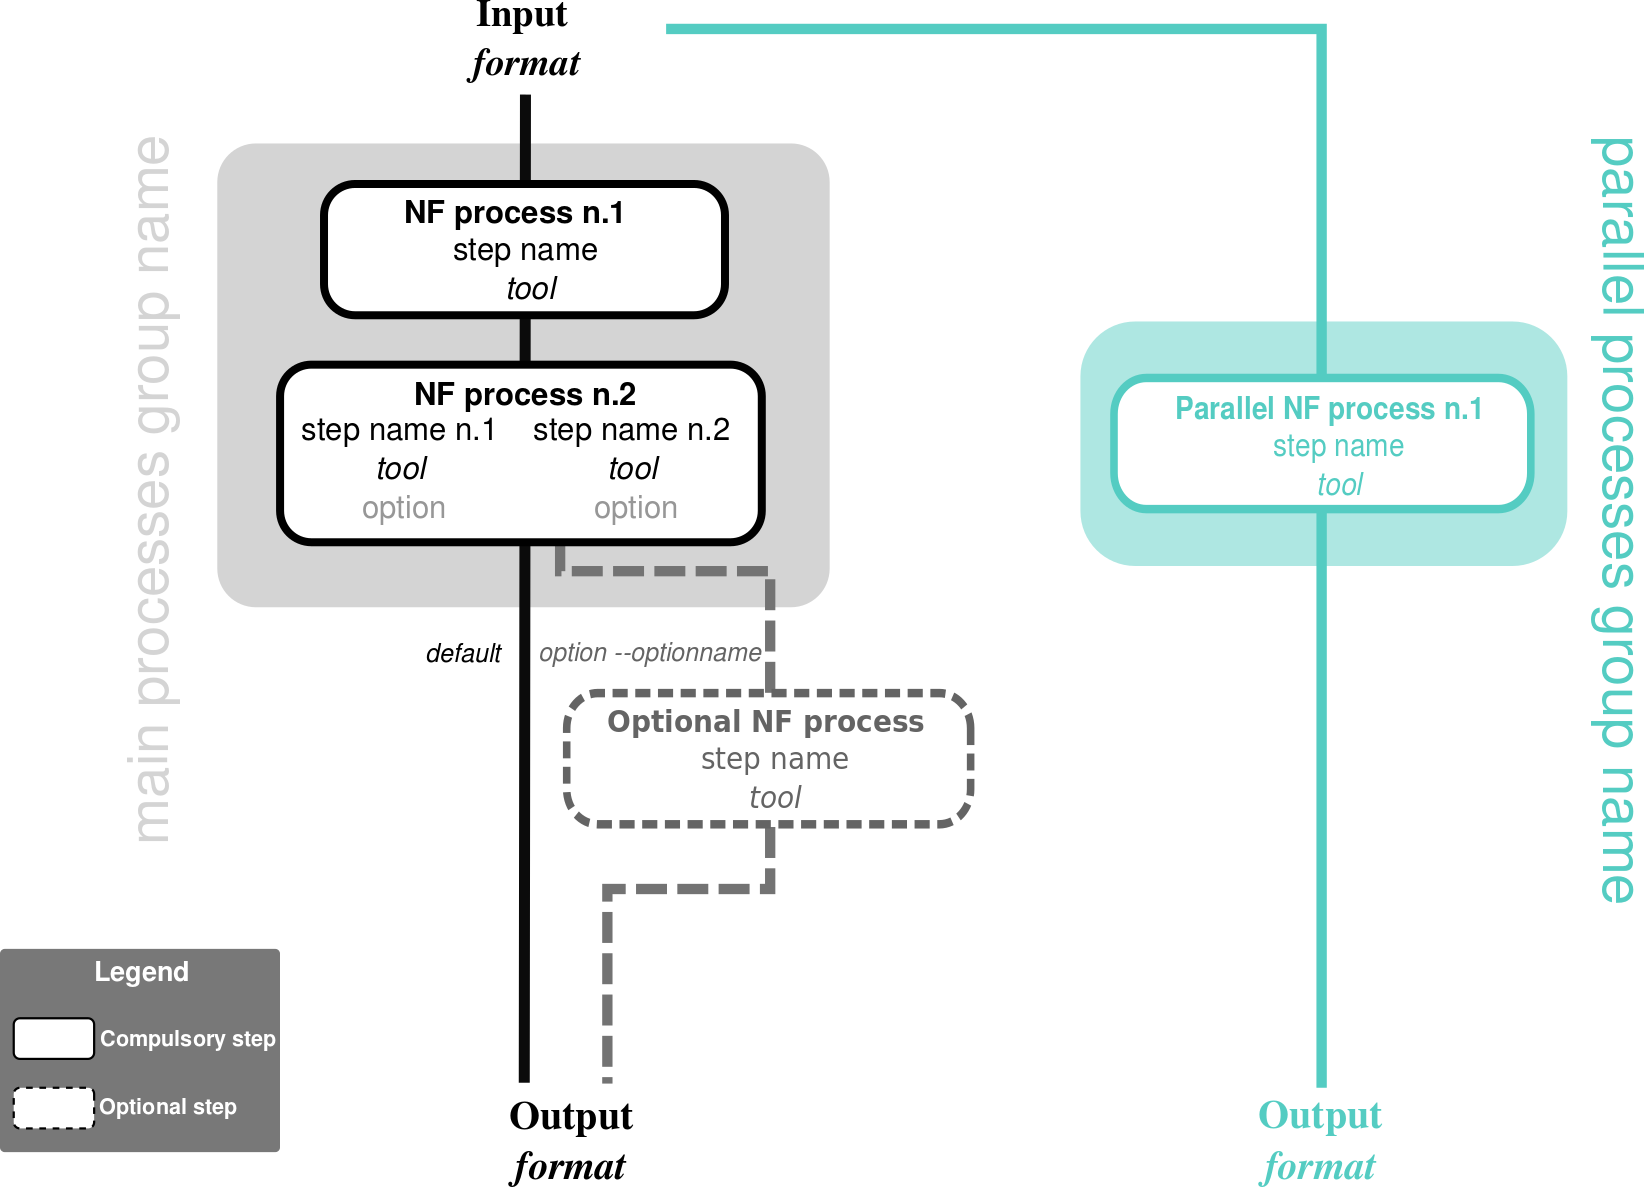 Input
format
main processes group name
NF process n.1
step name
tool
NF process n.2
step name n.1 step name n.2
tool tool
option option
default option --optionname
Optional NF process
step name
tool
Output
format
parallel processes group name
Parallel NF process n.1
step name
tool
Output
format
Legend
Compulsory step
Optional step